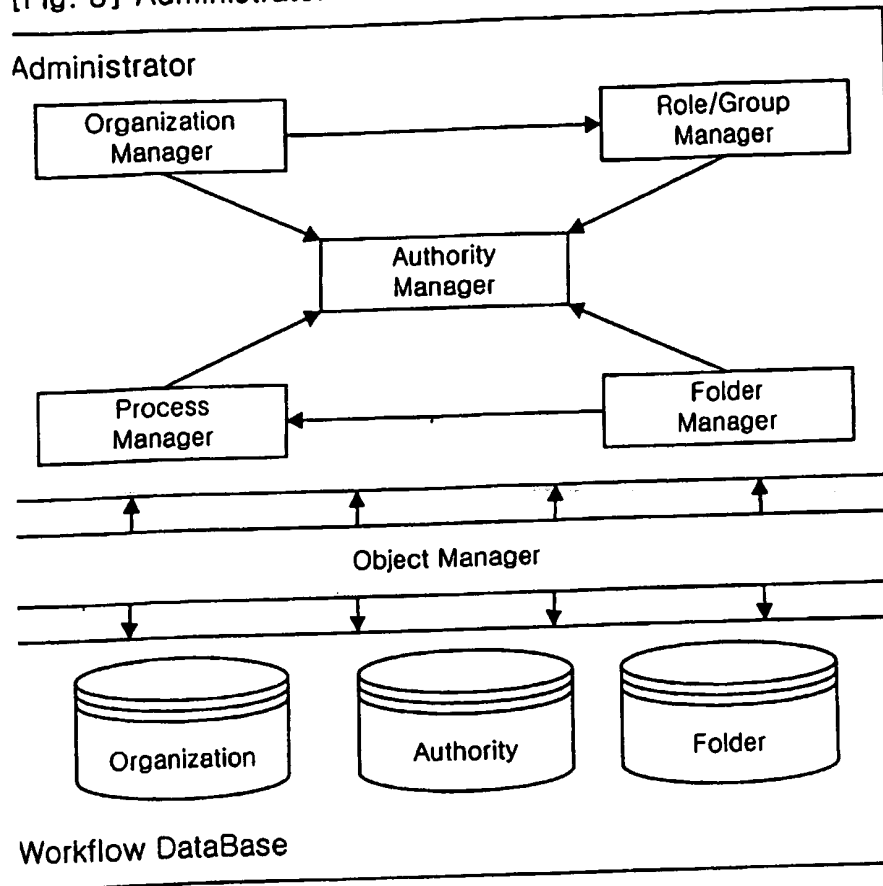 Administrator
Administrator
Organization
Manager
Role/Group
Manager
Authority
Manager
Process
Manager
Folder
Manager
Object Manager
Organization
Authority
Folder
Workflow DataBase